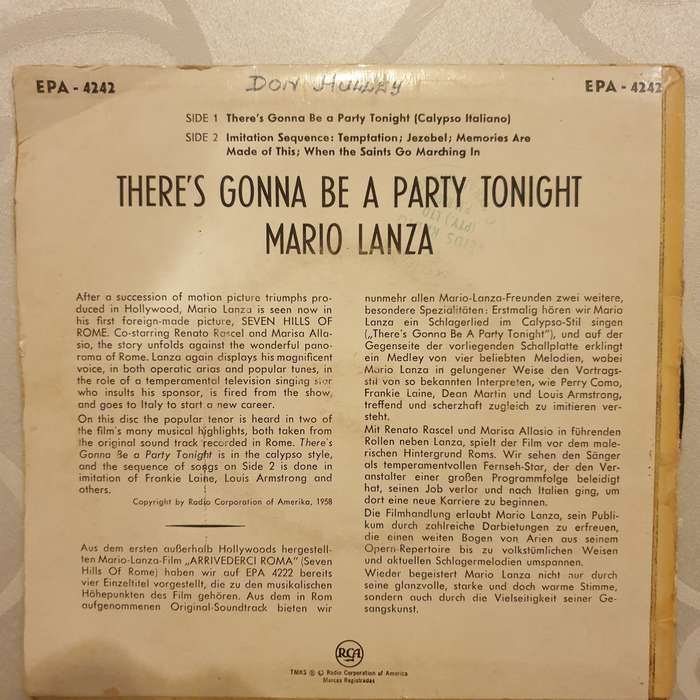 EPA - 4242
DON HULLEY
EPA - 4242
SIDE 1 There's Gonna Be a Party Tonight (Calypso Italiano)
SIDE 2 Imitation Sequence: Temptation; Jezabel; Memories Are
Made of This; When the Saints Go Marching In
THERE'S GONNA BE A PARTY TONIGHT
MARIO LANZA
(PTY) LTD
After a succession of motion picture triumphs pro-
duced in Hollywood, Mario Lanza is seen now in
his first foreign-made picture, SEVEN HILLS OF
ROME. Co-starring Renato Rascel and Marisa Alla-
sio, the story unfolds against the wonderful pano-
roma of Rome. Lanza again displays his magnificent
voice, in both operatic arias and popular tunes, in
the role of a temperamental television singing star
who insults his sponsor, is fired from the show,
and goes to Italy to start a new career.
On this disc the popular tenor is heard in two of
the film's many musical highlights, both taken from
the original sound track recorded in Rome. There's
Gonna Be a Party Tonight is in the calypso style,
and the sequence of songs on Side 2 is done in
imitation of Frankie Laine, Louis Armstrong and
others.
Copyright by Radio Corporation of Amerika, 1958
Aus dem ersten außerhalb Hollywoods hergestell-
ten Mario-Lanza-Film „ARRIVEDERCI ROMA" (Seven
Hills Of Rome) haben wir auf EPA 4222 bereits
vier Einzeltitel vorgestellt, die zu den musikalischen
Höhepunkten des Film gehören. Aus dem in Rom
aufgenommenen Original-Soundtrack bieten wir
nunmehr allen Mario-Lanza-Freunden zwei weitere,
besondere Spezialitäten: Erstmalig hören wir Mario
Lanza ein Schlagerlied im Calypso-Stil singen
(„There's Gonna Be A Party Tonight"), und auf der
Gegenseite der vorliegenden Schallplatte erklingt
ein Medley von vier beliebten Melodien, wobei
Mario Lanza in gelungener Weise den Vortrags-
stil von so bekannten Interpreten, wie Perry Como,
Frankie Laine, Dean Martin und Louis Armstrong,
treffend und scherzhaft zugleich zu imitieren ver-
steht.
Mit Renato Rascel und Marisa Allasio in führenden
Rollen neben Lanza, spielt der Film vor dem male-
rischen Hintergrund Roms. Wir sehen den Sänger
als temperamentvollen Fernseh-Star, der den Ver-
anstalter einer großen Programmfolge beleidigt
hat, seinen Job verlor und nach Italien ging, um
dort eine neue Karriere zu beginnen.
Die Filmhandlung erlaubt Mario Lanza, sein Publi-
kum durch zahlreiche Darbietungen zu erfreuen,
die einen weiten Bogen von Arien aus seinem
Opern-Repertoire bis zu volkstümlichen Weisen
und aktuellen Schlagermelodien umspannen.
Wieder begeistert Mario Lanza nicht nur durch
seine glanzvolle, starke und doch warme Stimme,
sondern auch durch die Vielseitigkeit seiner Ge-
sangskunst.
RCA
TMKS ® © Radio Corporation of America
Marcas Registradas